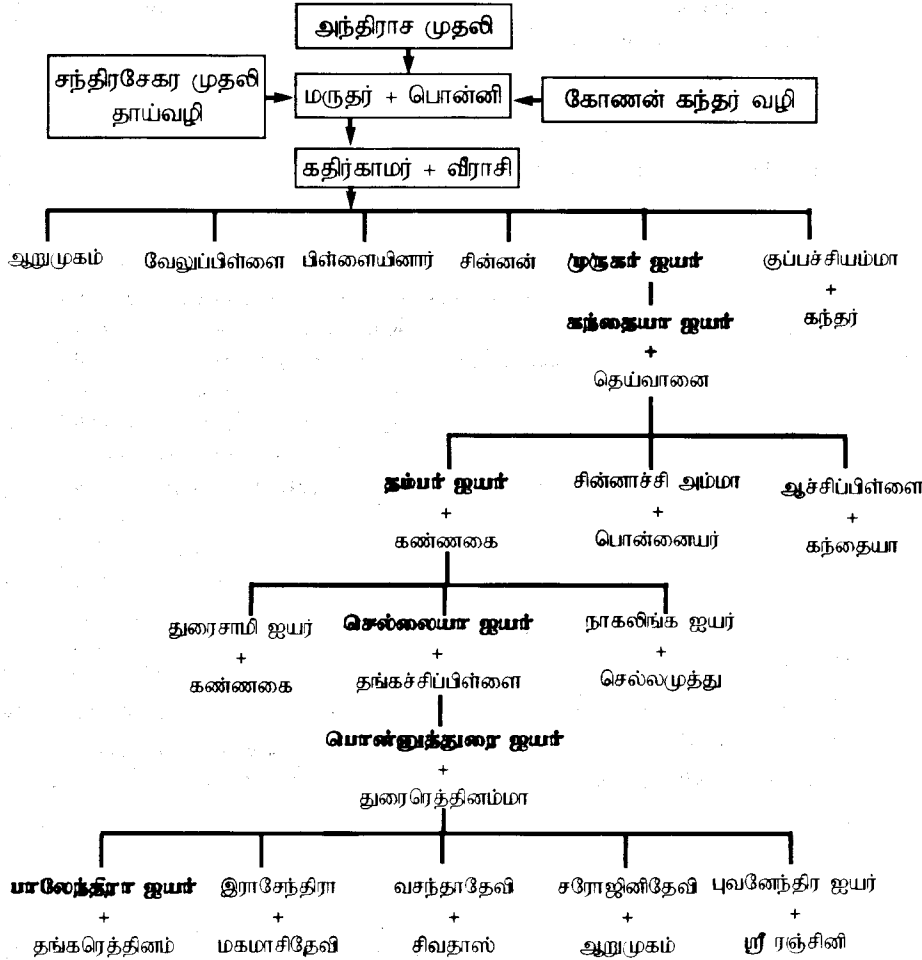 அந்திராச முதலி
சந்திரசேகர முதலி
தாய்வழி
மருதர் + பொன்னி
கோணன் கந்தர் வழி
கதிர்காமர் + வீராசி
ஆறுமுகம் வேலுப்பிள்ளை பிள்ளையினார் சின்னன் முருகர் ஐயர் குப்பச்சியம்மா
+
கந்தர்
கந்தையா ஐயர்
+
தெய்வானை
தம்பர் ஐயர் சின்னாச்சி அம்மா ஆச்சிப்பிள்ளை
+ + +
கண்ணகை பொன்னையர் கந்தையா
துரைசாமி ஐயர் செல்லையா ஐயர் நாகலிங்க ஐயர்
+ + +
கண்ணகை தங்கச்சிப்பிள்ளை செல்லமுத்து
பொன்னுத்துரை ஐயர்
+
துரைரெத்தினம்மா
பாலேந்திரா ஐயர் இராசேந்திரா வசந்தாதேவி சரோஜினிதேவி புவனேந்திர ஐயர்
+ + + + +
தங்கரெத்தினம் மகமாசிதேவி சிவதாஸ் ஆறுமுகம் ஸ்ரீ ரஞ்சினி